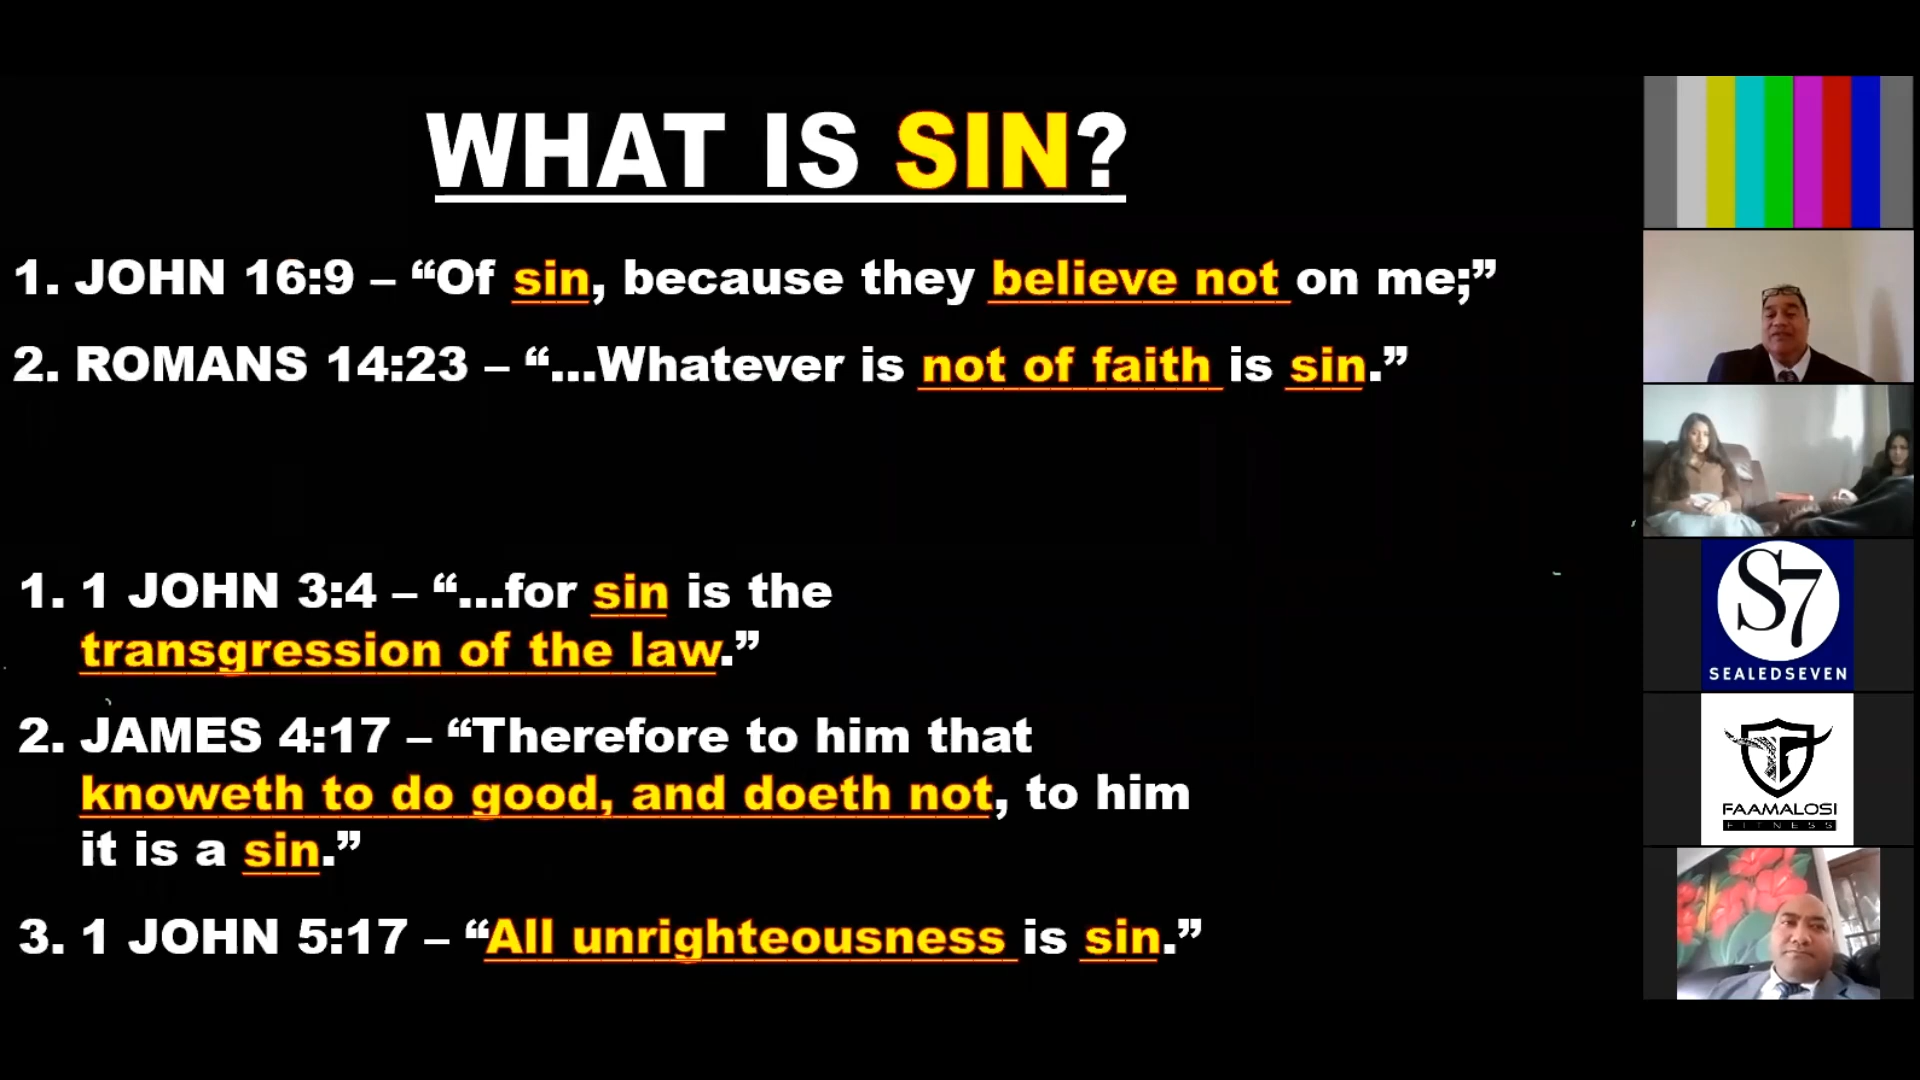 WHAT IS SIN?
1. JOHN 16:9 – “Of sin, because they believe not on me;”
2. ROMANS 14:23 – “...Whatever is not of faith is sin.”
1. 1 JOHN 3:4 – “...for sin is the
transgression of the law.”
2. JAMES 4:17 – “Therefore to him that
knoweth to do good, and doeth not, to him
it is a sin.”
3. 1 JOHN 5:17 – “All unrighteousness is sin.”
S7
SEALEDSEVEN
FAAMALOSI
FITNESS